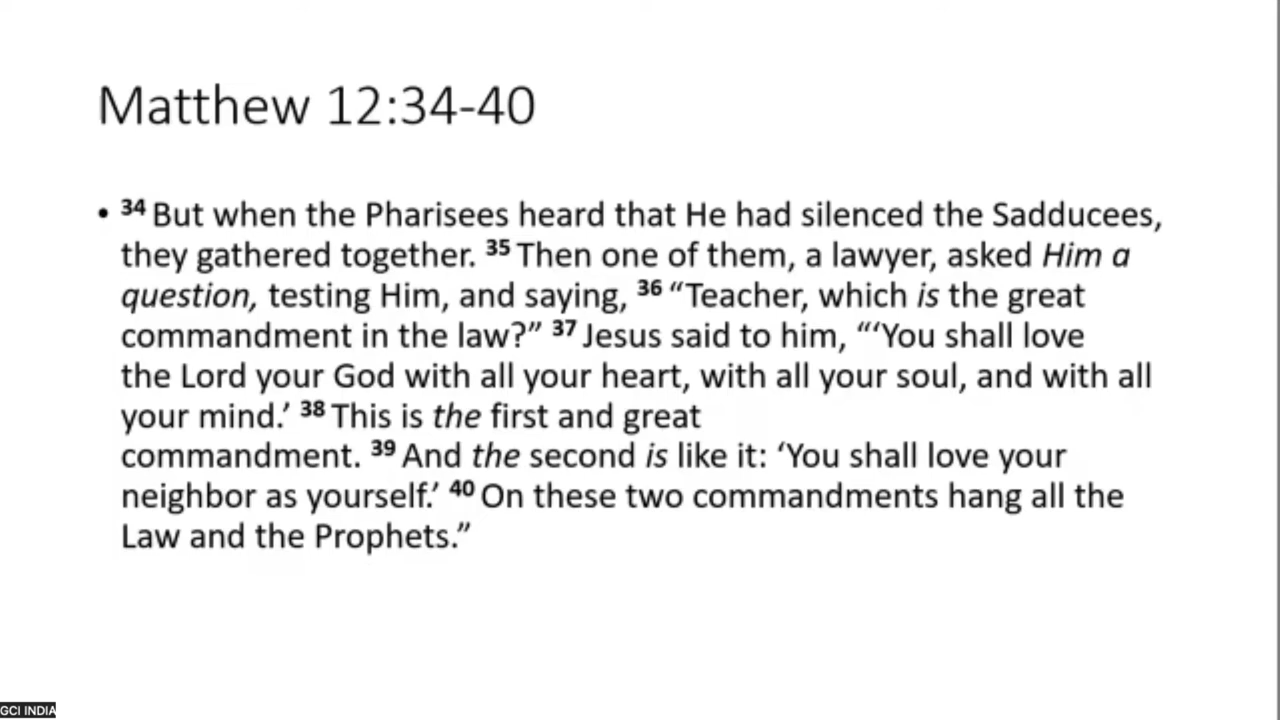 Matthew 12:34-40
• 34 But when the Pharisees heard that He had silenced the Sadducees,
they gathered together. 35 Then one of them, a lawyer, asked Him a
question, testing Him, and saying, 36 “Teacher, which is the great
commandment in the law?” 37 Jesus said to him, “‘You shall love
the Lord your God with all your heart, with all your soul, and with all
your mind.’ 38 This is the first and great
commandment. 39 And the second is like it: ‘You shall love your
neighbor as yourself.’ 40 On these two commandments hang all the
Law and the Prophets.”
GCI INDIA